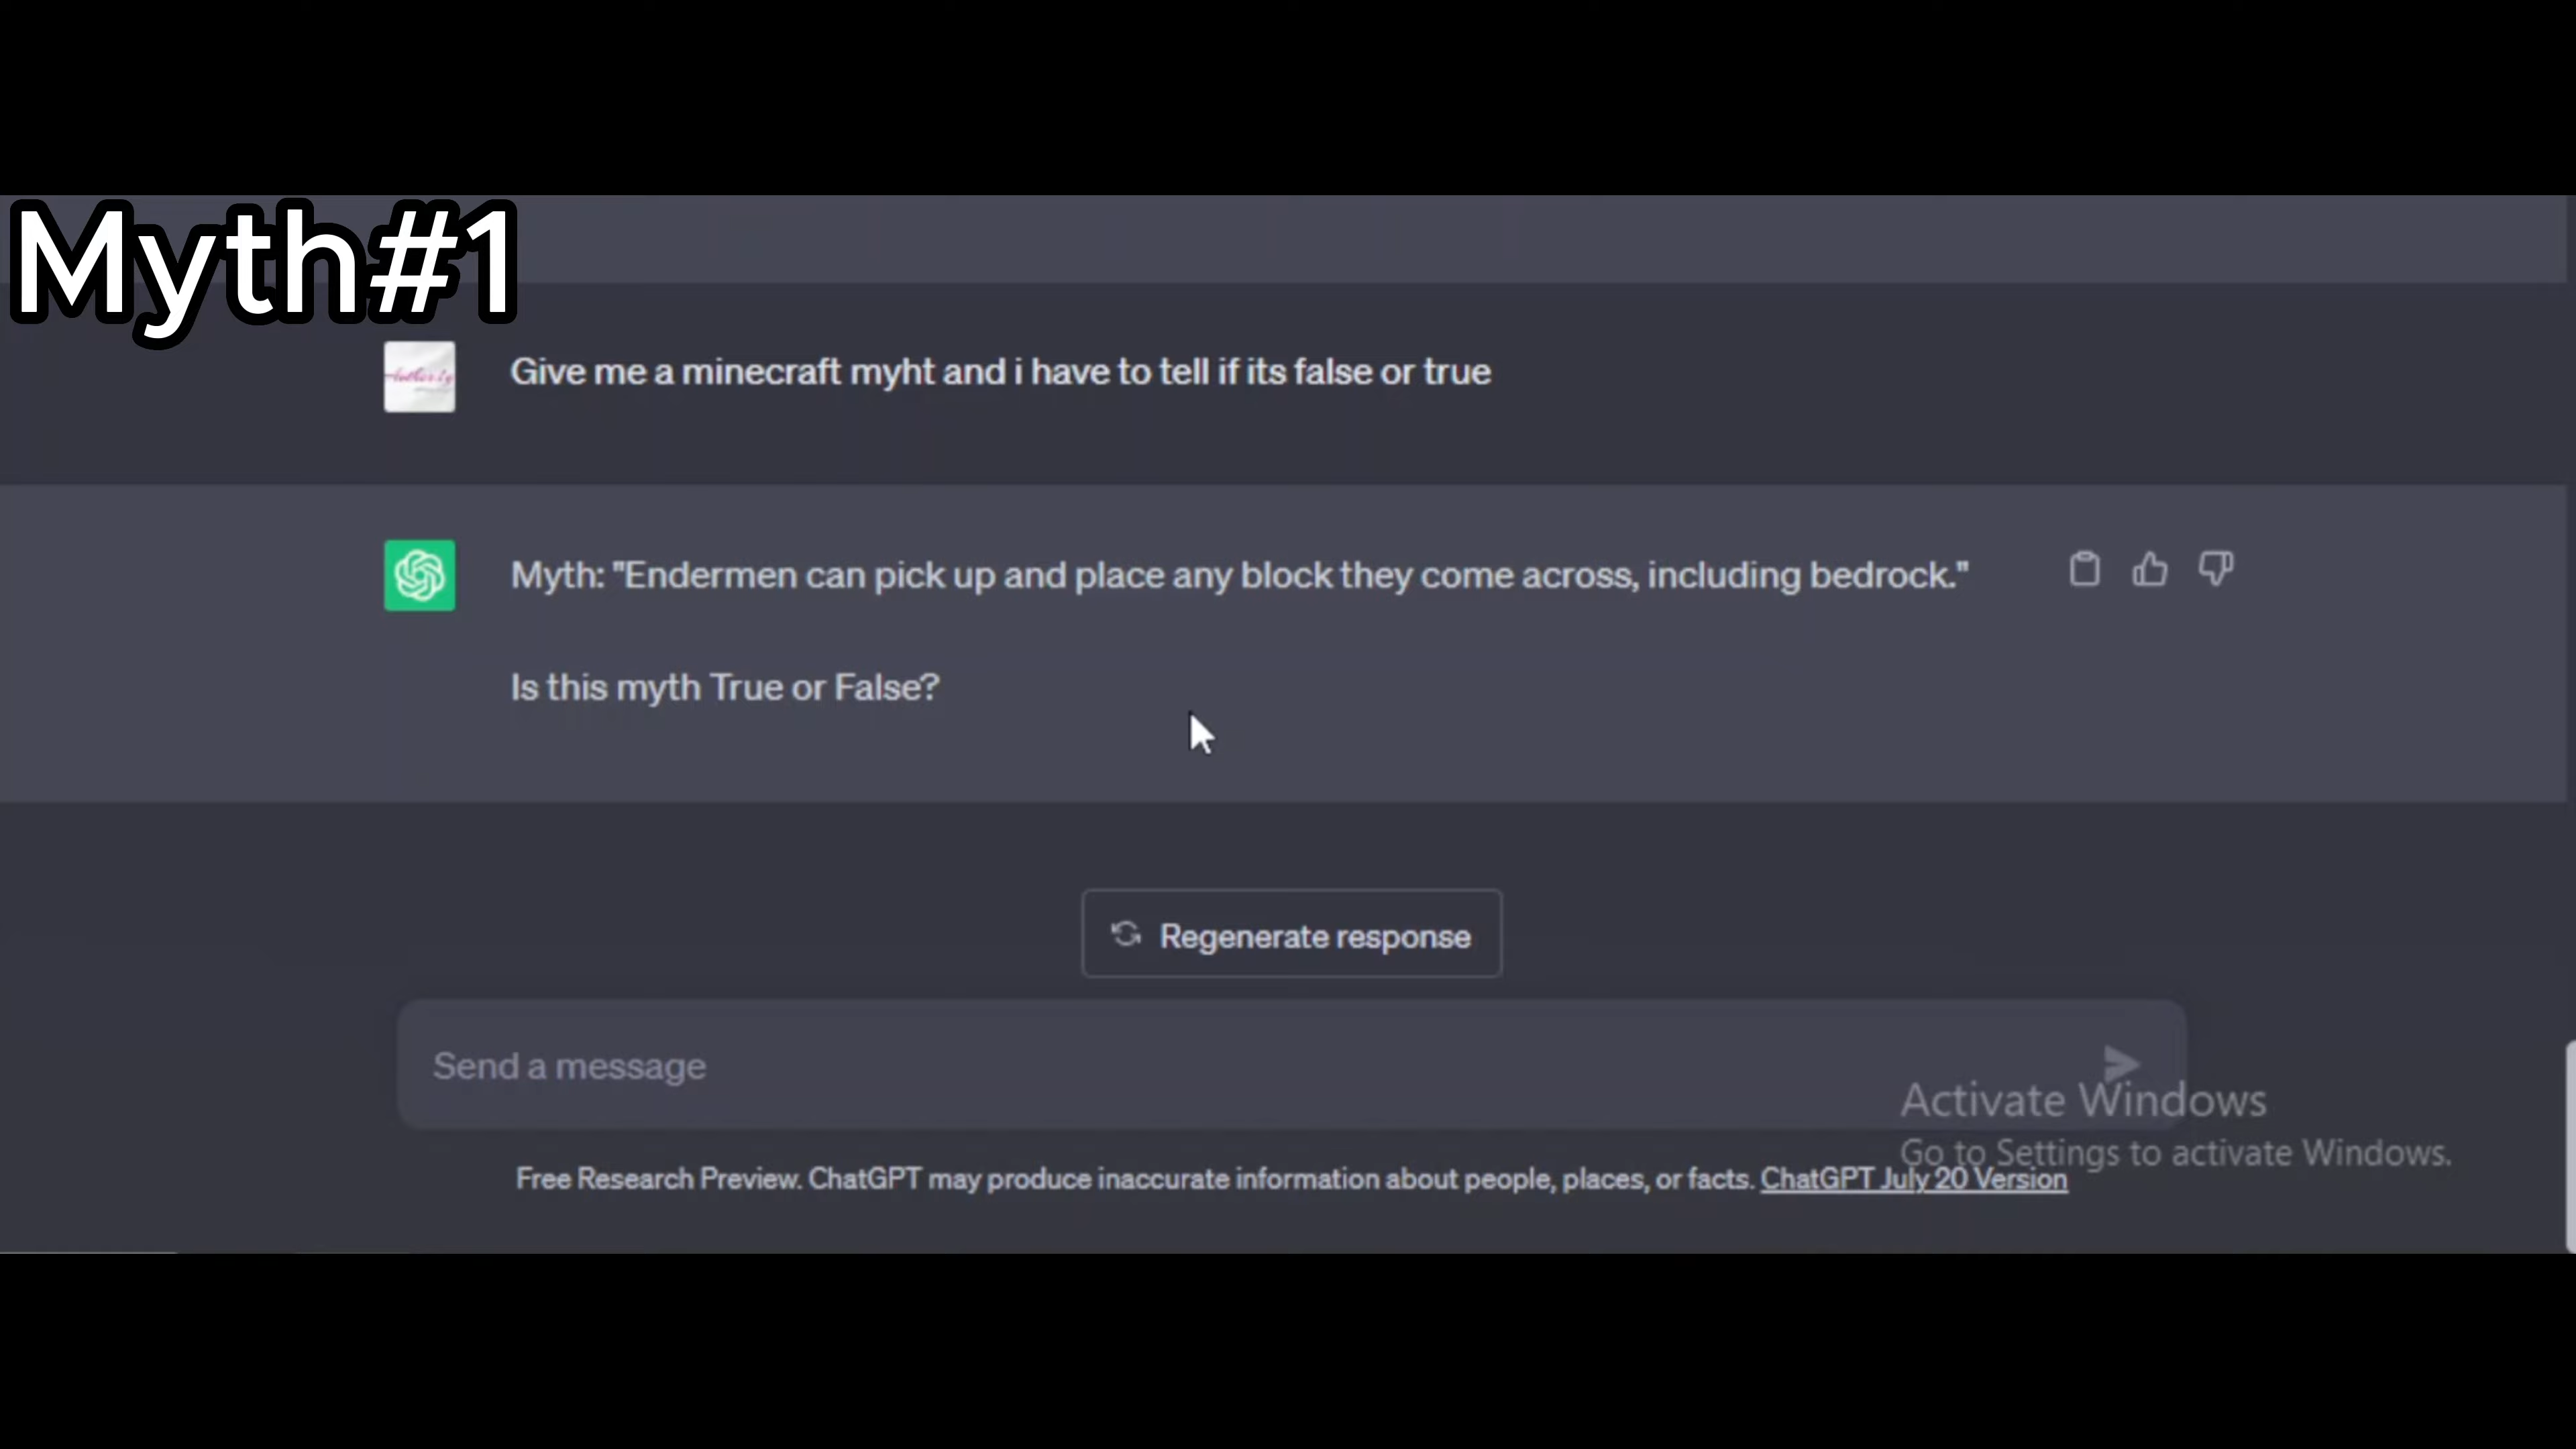 Myth#1
Give me a minecraft myht and i have to tell if its false or true
Myth: "Endermen can pick up and place any block they come across, including bedrock."
Is this myth True or False?
Regenerate response
Send a message
Activate Windows
Go to Settings to activate Windows.
Free Research Preview. ChatGPT may produce inaccurate information about people, places, or facts. ChatGPT July 20 Version